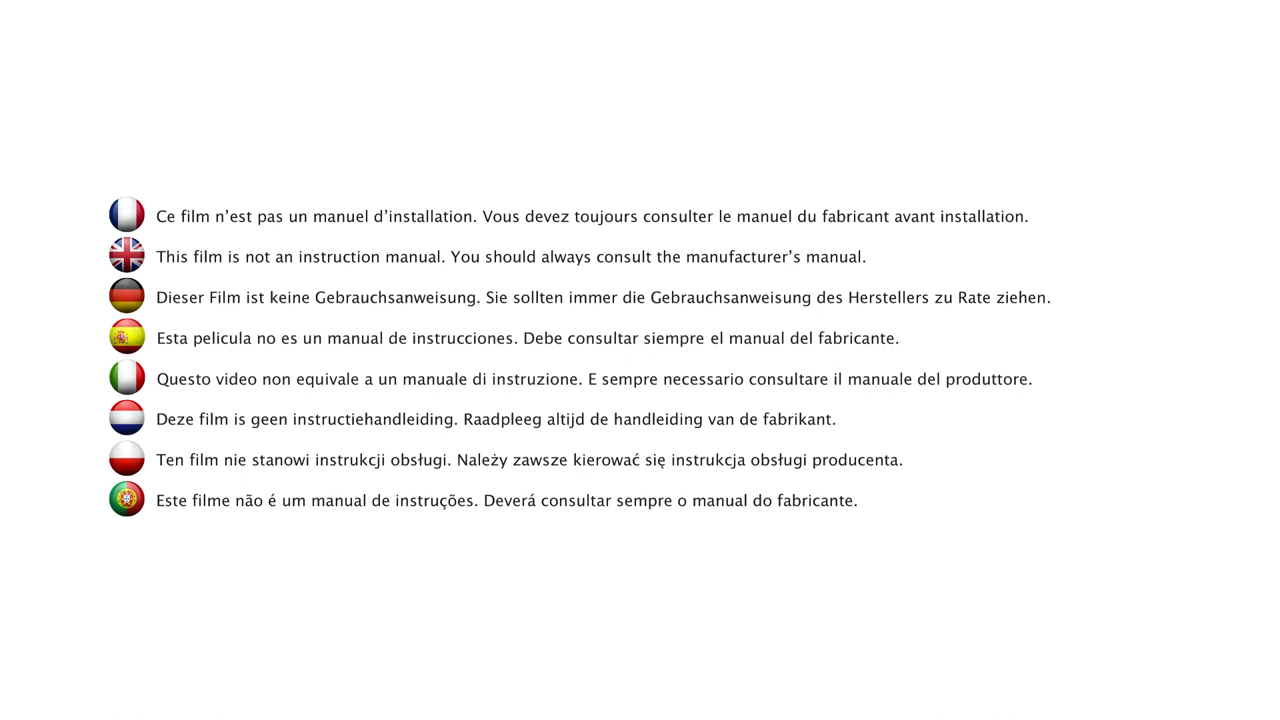 Ce film n’est pas un manuel d’installation. Vous devez toujours consulter le manuel du fabricant avant installation.
This film is not an instruction manual. You should always consult the manufacturer’s manual.
Dieser Film ist keine Gebrauchsanweisung. Sie sollten immer die Gebrauchsanweisung des Herstellers zu Rate ziehen.
Esta pelicula no es un manual de instrucciones. Debe consultar siempre el manual del fabricante.
Questo video non equivale a un manuale di instruzione. E sempre necessario consultare il manuale del produttore.
Deze film is geen instructiehandleiding. Raadpleeg altijd de handleiding van de fabrikant.
Ten film nie stanowi instrukcji obsługi. Należy zawsze kierować się instrukcja obsługi producenta.
Este filme não é um manual de instruções. Deverá consultar sempre o manual do fabricante.